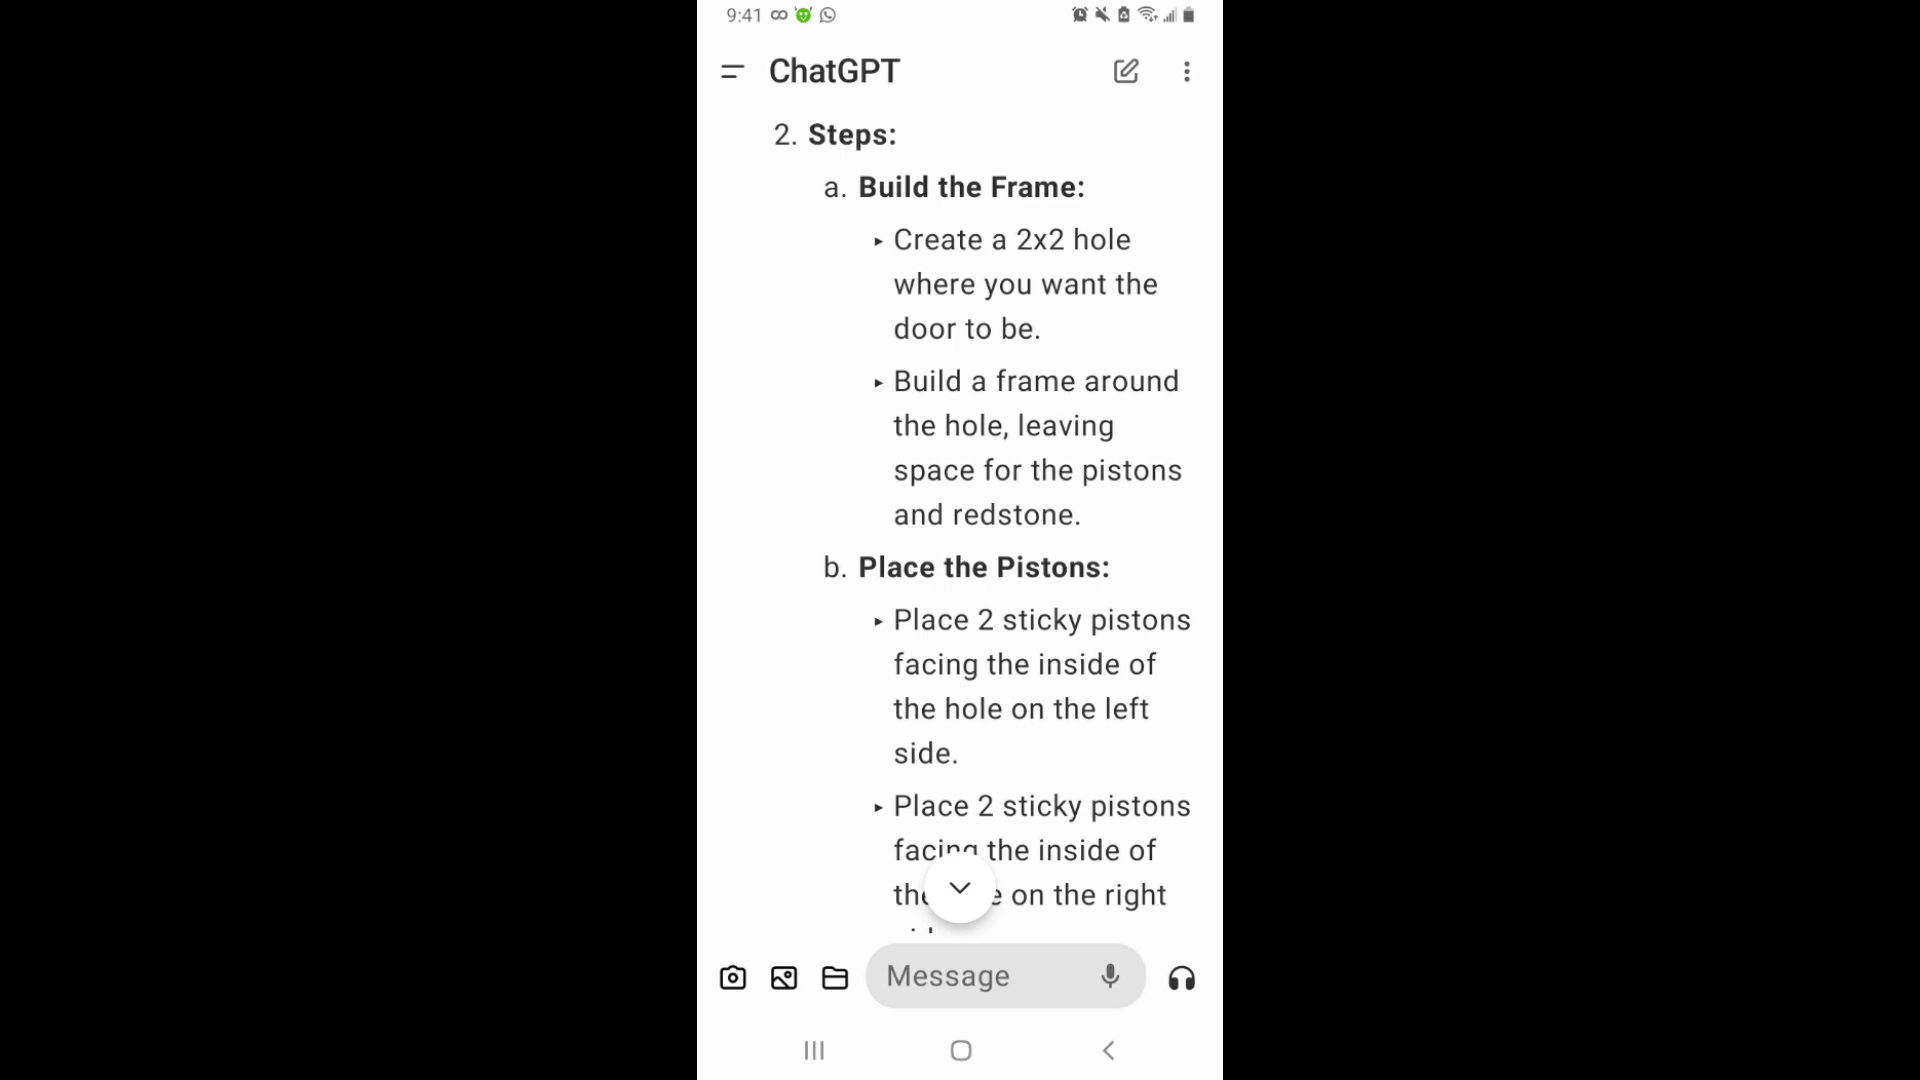 9:41
ChatGPT
2. Steps:
a. Build the Frame:
▸ Create a 2x2 hole
where you want the
door to be.
▸ Build a frame around
the hole, leaving
space for the pistons
and redstone.
b. Place the Pistons:
▸ Place 2 sticky pistons
facing the inside of
the hole on the left
side.
▸ Place 2 sticky pistons
facing the inside of
on the right
Message